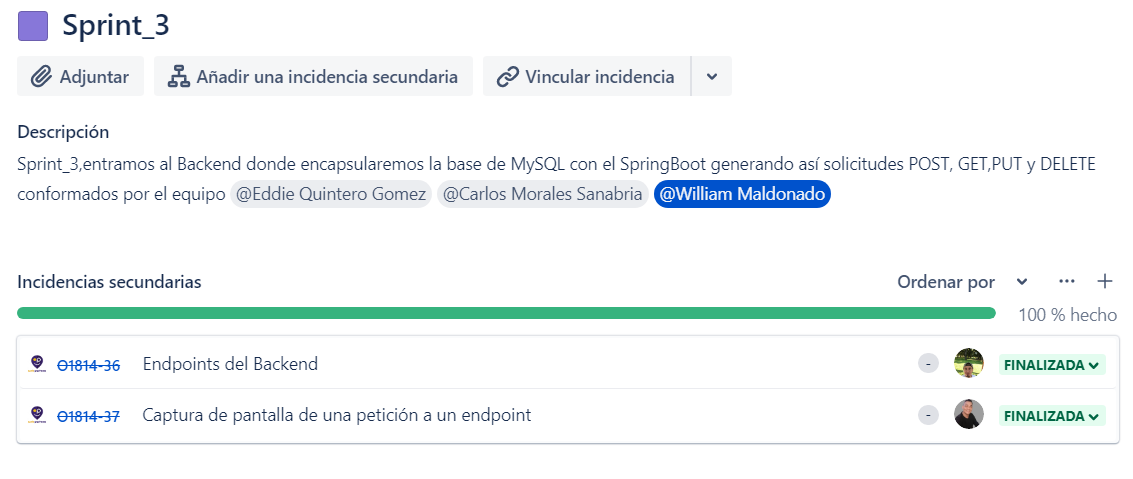 Sprint_3
Adjuntar Añadir una incidencia secundaria Vincular incidencia
Descripción
Sprint_3,entramos al Backend donde encapsularemos la base de MySQL con el SpringBoot generando así solicitudes POST, GET,PUT y DELETE
conformados por el equipo @Eddie Quintero Gomez @Carlos Morales Sanabria @William Maldonado
Incidencias secundarias Ordenar por
100 % hecho
O1814-36 Endpoints del Backend - FINALIZADA
O1814-37 Captura de pantalla de una petición a un endpoint - FINALIZADA